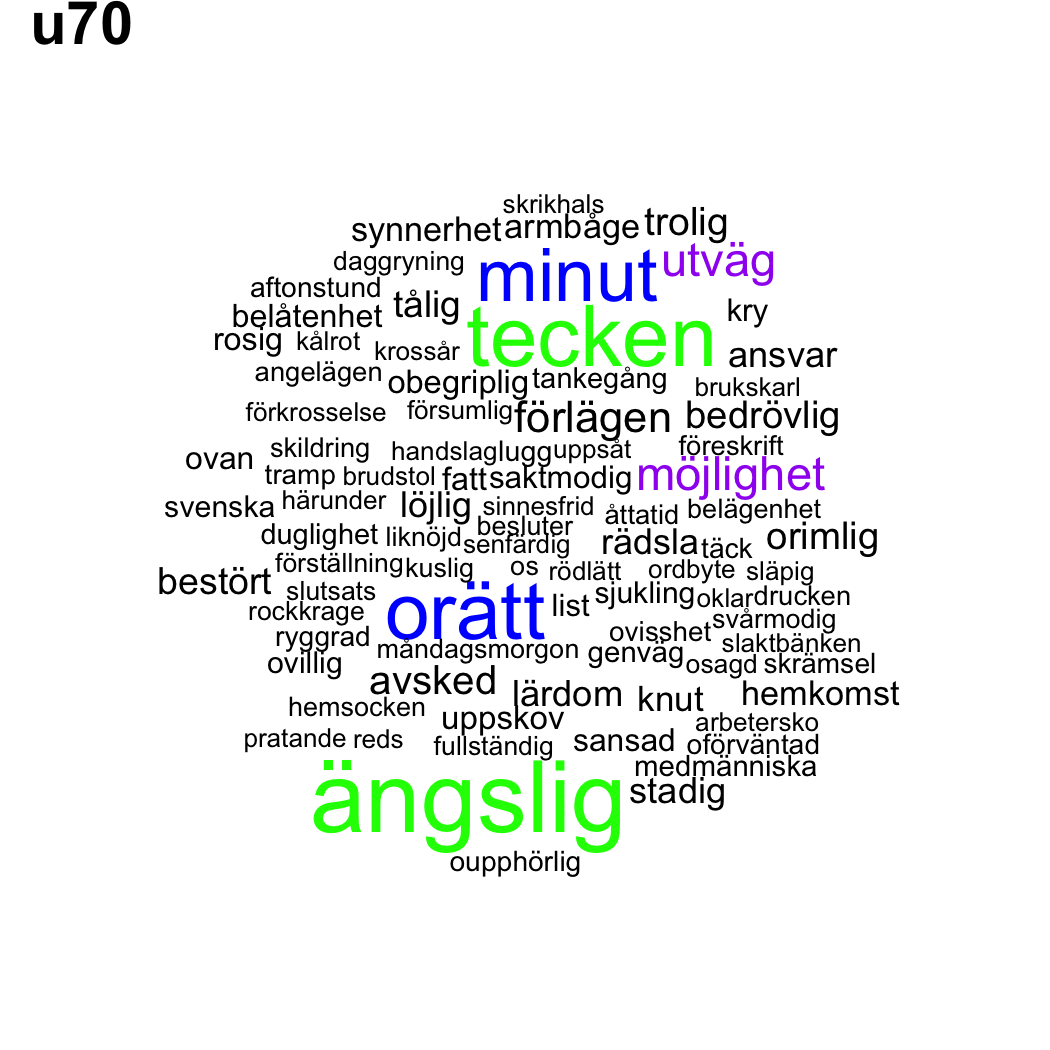 u70
skrikhals
synnerhet armbåge trolig
daggryning minut utväg
aftonstund tålig kry
belåtenhet
rosig kålrot krossår tecken ansvar
angelägen obegriplig tankegång brukskarl
förkrosselse försumlig förlägen bedrövlig
ovan skildring handslag lugg uppsåt föreskrift
tramp brudstol fatt saktmodig möjlighet
svenska härunder löjlig sinnesfrid åttatid belägenhet
besluter
duglighet liknöjd senfärdig rädsla täck orimlig
förställning kuslig os rödlätt ordbyte släpig
bestört slutsats orätt list sjukling oklar drucken
rockkrage svårmodig
ryggrad måndagsmorgon ovisshet slaktbänken
ovillig genväg osagd skrämsel
avsked lärdom knut hemkomst
hemsocken uppskov arbetersko
pratande reds fullständig sansad oförväntad
medmänniska
ängslig stadig
oupphörlig